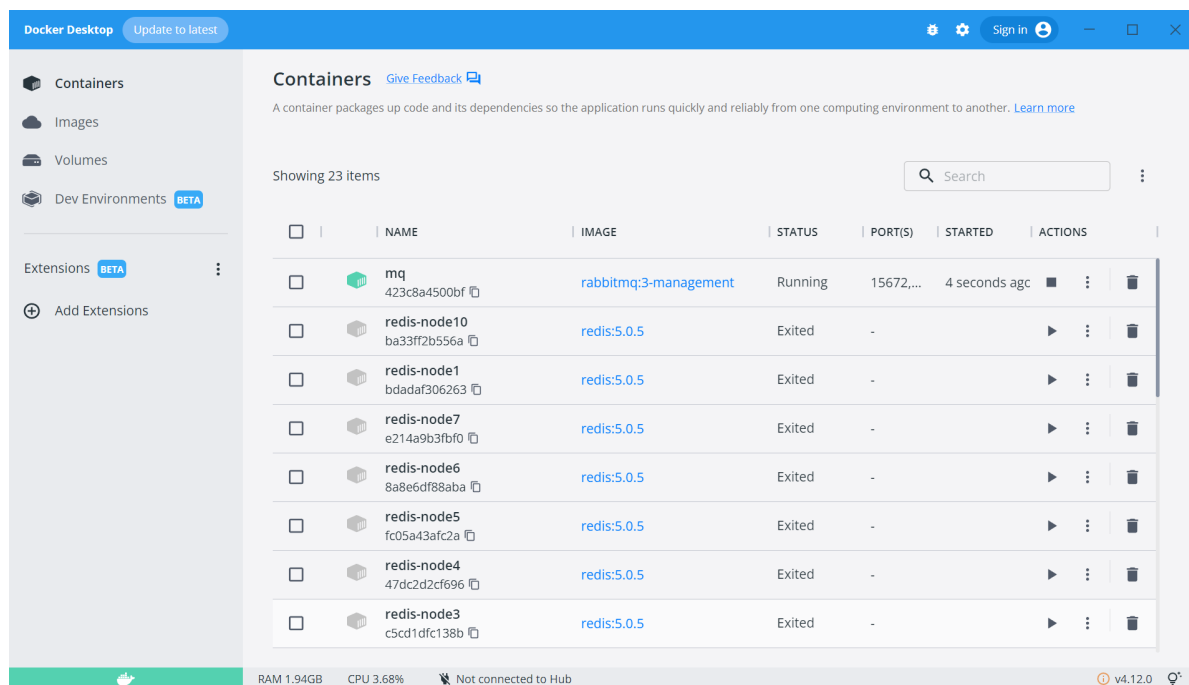 Docker Desktop Update to latest Sign in
Containers
Images
Volumes
Dev Environments BETA
Extensions BETA
Add Extensions
Containers Give Feedback
A container packages up code and its dependencies so the application runs quickly and reliably from one computing environment to another. Learn more
Showing 23 items Search
NAME IMAGE STATUS PORT(S) STARTED ACTIONS
mq
423c8a4500bf rabbitmq:3-management Running 15672,... 4 seconds agc
redis-node10
ba33ff2b556a redis:5.0.5 Exited -
redis-node1
bdadaf306263 redis:5.0.5 Exited -
redis-node7
e214a9b3fbf0 redis:5.0.5 Exited -
redis-node6
8a8e6df88aba redis:5.0.5 Exited -
redis-node5
fc05a43afc2a redis:5.0.5 Exited -
redis-node4
47dc2d2cf696 redis:5.0.5 Exited -
redis-node3
c5cd1dfc138b redis:5.0.5 Exited -
RAM 1.94GB CPU 3.68% Not connected to Hub v4.12.0